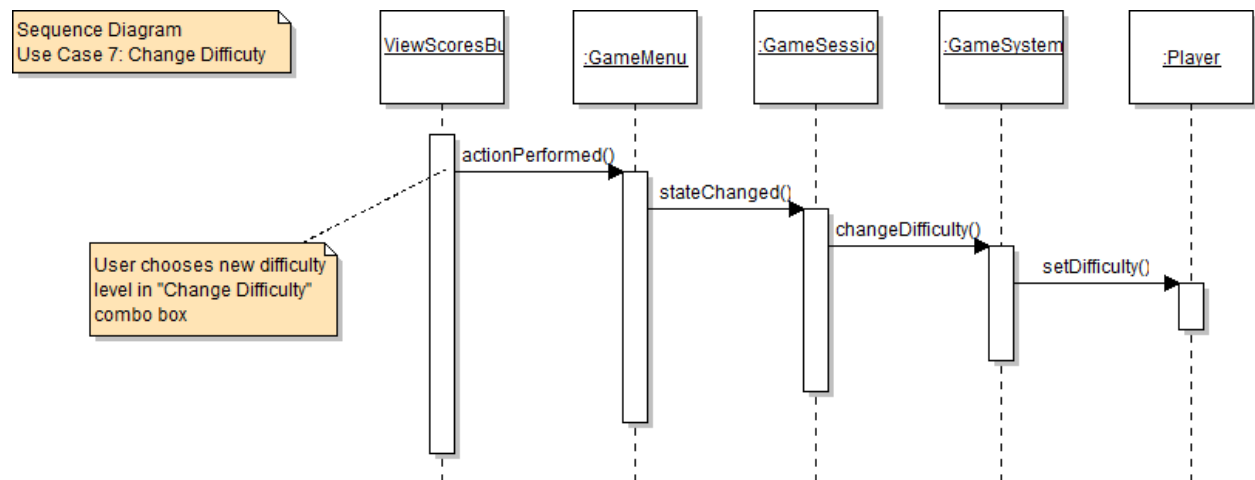 Sequence Diagram
Use Case 7: Change Difficuty
ViewScoresBu
:GameMenu
:GameSessio
:GameSystem
:Player
actionPerformed()
stateChanged()
changeDifficulty()
setDifficulty()
User chooses new difficulty
level in "Change Difficulty"
combo box